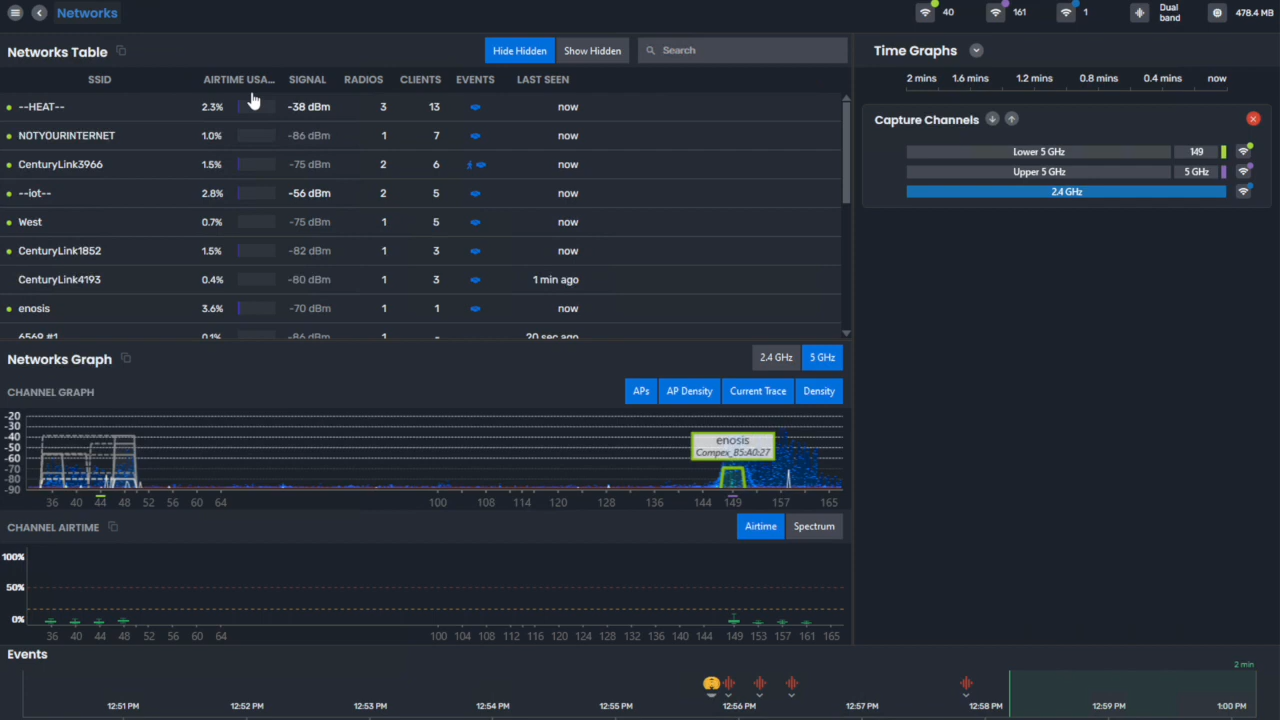 Networks 40 161 1 Dual band 478.4 MB
Networks Table Hide Hidden Show Hidden Search
SSID AIRTIME USA... SIGNAL RADIOS CLIENTS EVENTS LAST SEEN
--HEAT-- 2.3% -38 dBm 3 13 now
NOTYOURINTERNET 1.0% -86 dBm 1 7 now
CenturyLink3966 1.5% -75 dBm 2 6 now
--iot-- 2.8% -56 dBm 2 5 now
West 0.7% -75 dBm 1 5 now
CenturyLink1852 1.5% -82 dBm 1 3 now
CenturyLink4193 0.4% -80 dBm 1 3 1 min ago
enosis 3.6% -70 dBm 1 1 now
6569 #1 0.1% -86 dBm 1 - 20 sec ago
Time Graphs
2 mins 1.6 mins 1.2 mins 0.8 mins 0.4 mins now
Capture Channels
Lower 5 GHz 149
Upper 5 GHz 5 GHz
2.4 GHz
Networks Graph 2.4 GHz 5 GHz
CHANNEL GRAPH APs AP Density Current Trace Density
-20
-30
-40
-50
-60
-70
-80
-90
enosis
Compex_B5:A0:27
36 40 44 48 52 56 60 64 100 108 114 120 128 136 144 149 157 165
CHANNEL AIRTIME Airtime Spectrum
100%
50%
0%
36 40 44 48 52 56 60 64 100 104 108 112 116 120 124 128 132 136 140 144 149 153 157 161 165
Events
2 min
12:51 PM 12:52 PM 12:53 PM 12:54 PM 12:55 PM 12:56 PM 12:57 PM 12:58 PM 12:59 PM 1:00 PM